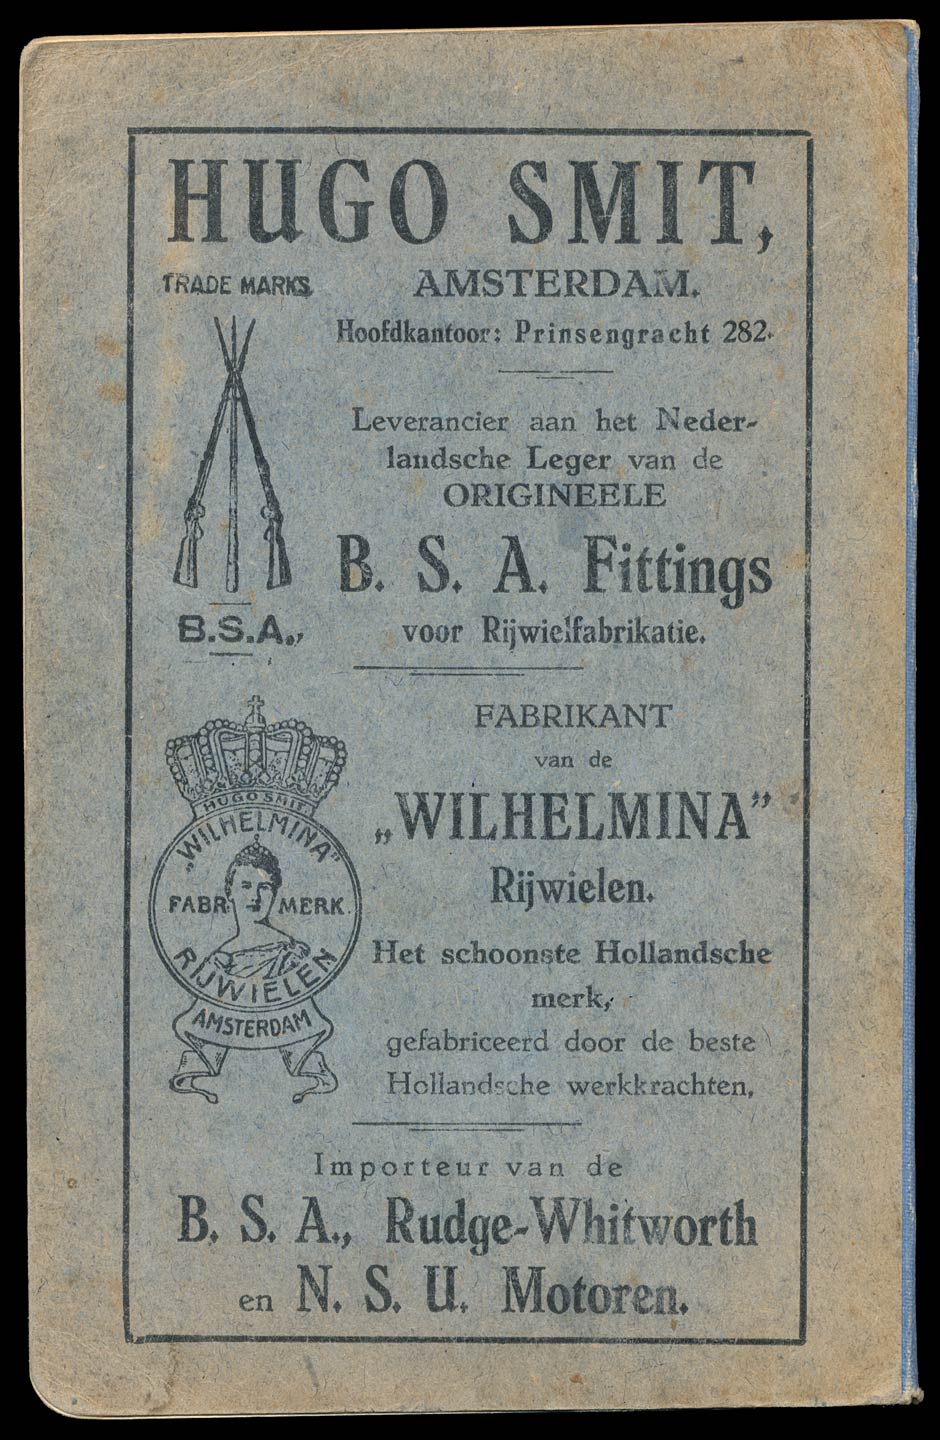 HUGO SMIT,
TRADE MARKS
AMSTERDAM.
Hoofdkantoor: Prinsengracht 282.
Leverancier aan het Neder-
landsche Leger van de
ORIGINEELE
B. S. A. Fittings
voor Rijwielfabrikatie.
B.S.A.,
FABRIKANT
van de
„WILHELMINA”
Rijwielen.
Het schoonste Hollandsche
merk,
gefabriceerd door de beste
Hollandsche werkkrachten,
HUGO SMIT
„WILHELMINA”
FABR. MERK.
RIJWIELEN
AMSTERDAM
Importeur van de
B. S. A., Rudge-Whitworth
en N. S. U. Motoren.